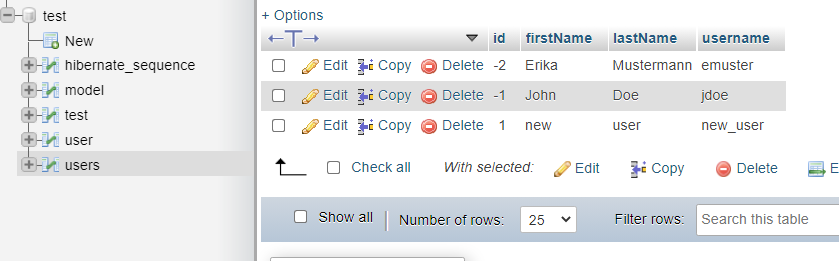 test
New
hibernate_sequence
model
test
user
users
+ Options
←T→ id firstName lastName username
Edit Copy Delete -2 Erika Mustermann emuster
Edit Copy Delete -1 John Doe jdoe
Edit Copy Delete 1 new user new_user
Check all With selected: Edit Copy Delete E
Show all Number of rows: 25 Filter rows: Search this table